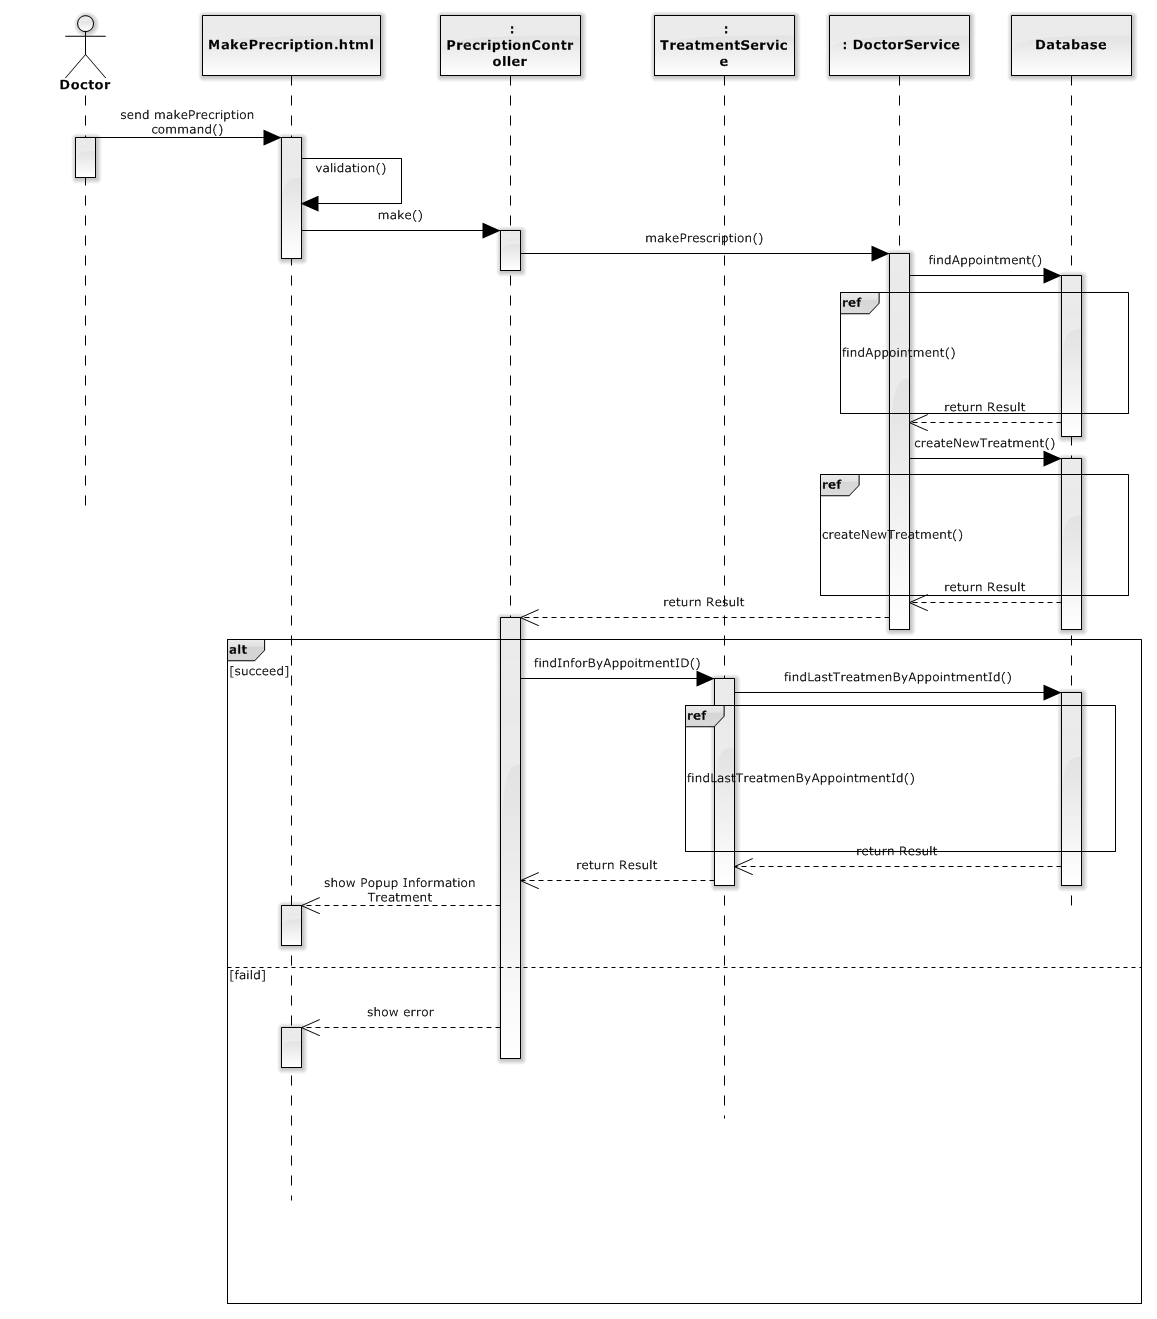 Doctor
MakePrecription.html
:
PrecriptionContr
oller
:
TreatmentServic
e
: DoctorService
Database
send makePrecription
command()
validation()
make()
makePrescription()
findAppointment()
ref
findAppointment()
return Result
createNewTreatment()
ref
createNewTreatment()
return Result
return Result
alt
[succeed]
findInforByAppoitmentID()
findLastTreatmenByAppointmentId()
ref
findLastTreatmenByAppointmentId()
return Result
return Result
show Popup Information
Treatment
[faild]
show error